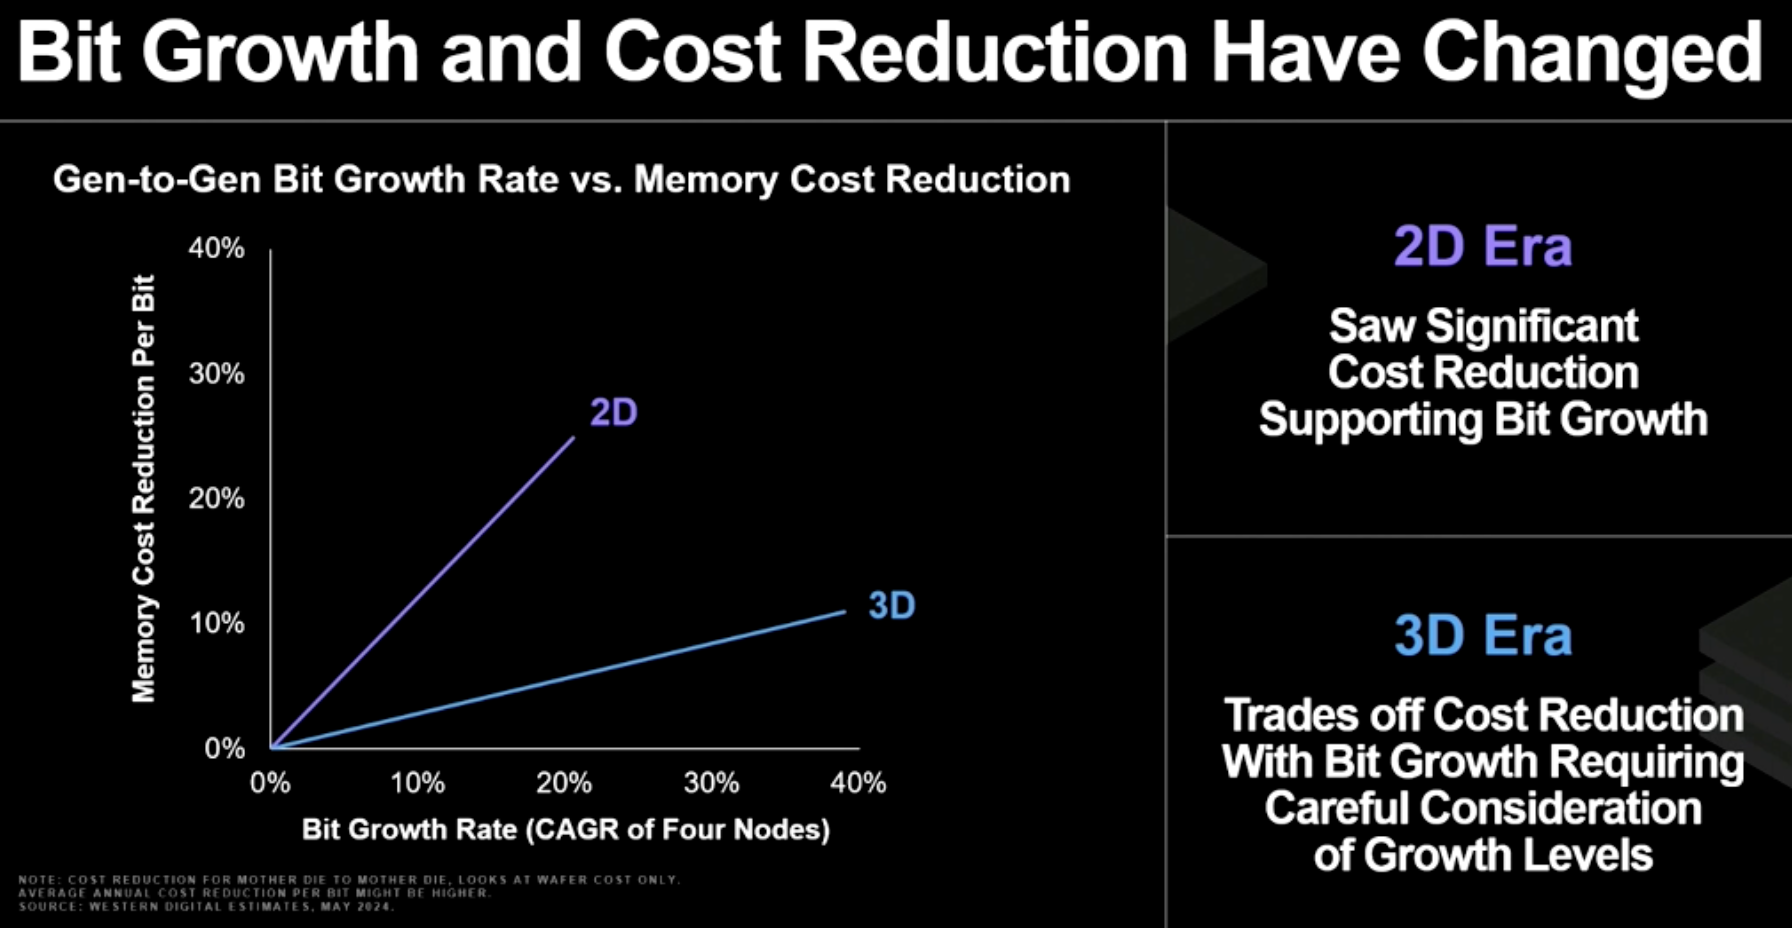 Bit Growth and Cost Reduction Have Changed
Gen-to-Gen Bit Growth Rate vs. Memory Cost Reduction
Memory Cost Reduction Per Bit
40%
30%
20%
10%
0%
2D
3D
0% 10% 20% 30% 40%
Bit Growth Rate (CAGR of Four Nodes)
NOTE: COST REDUCTION FOR MOTHER DIE TO MOTHER DIE, LOOKS AT WAFER COST ONLY.
AVERAGE ANNUAL COST REDUCTION PER BIT MIGHT BE HIGHER.
SOURCE: WESTERN DIGITAL ESTIMATES, MAY 2024.
2D Era
Saw Significant
Cost Reduction
Supporting Bit Growth
3D Era
Trades off Cost Reduction
With Bit Growth Requiring
Careful Consideration
of Growth Levels